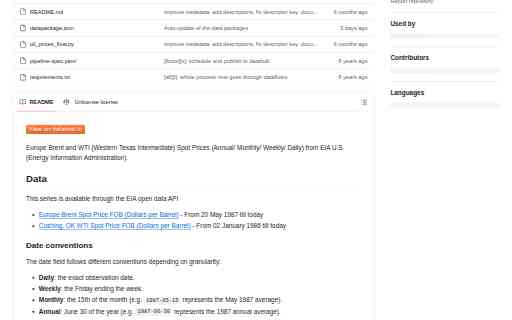 Report repository
README.md improve metadata: add descriptions, fix descriptor key, docu… 6 months ago
datapackage.json Auto-update of the data packages 5 days ago
oil_prices_flow.py improve metadata: add descriptions, fix descriptor key, docu… 6 months ago
pipeline-spec.yaml schedule and publish to datahub 8 years ago
requirements.txt whole process now goes through dataflows 8 years ago
Used by
Contributors
Languages
README Unlicense license
View on datahub.io
Europe Brent and WTI (Western Texas Intermediate) Spot Prices (Annual/ Monthly/ Weekly/ Daily) from EIA U.S.
(Energy Information Administration).
Data
This series is available through the EIA open data API
• Europe Brent Spot Price FOB (Dollars per Barrel) - From 20 May 1987 till today
• Cushing, OK WTI Spot Price FOB (Dollars per Barrel) - From 02 January 1986 till today
Date conventions
The date field follows different conventions depending on granularity:
• Daily: the exact observation date.
• Weekly: the Friday ending the week.
• Monthly: the 15th of the month (e.g. 1987-05-15 represents the May 1987 average).
• Annual: June 30 of the year (e.g. 1987-06-30 represents the 1987 annual average).